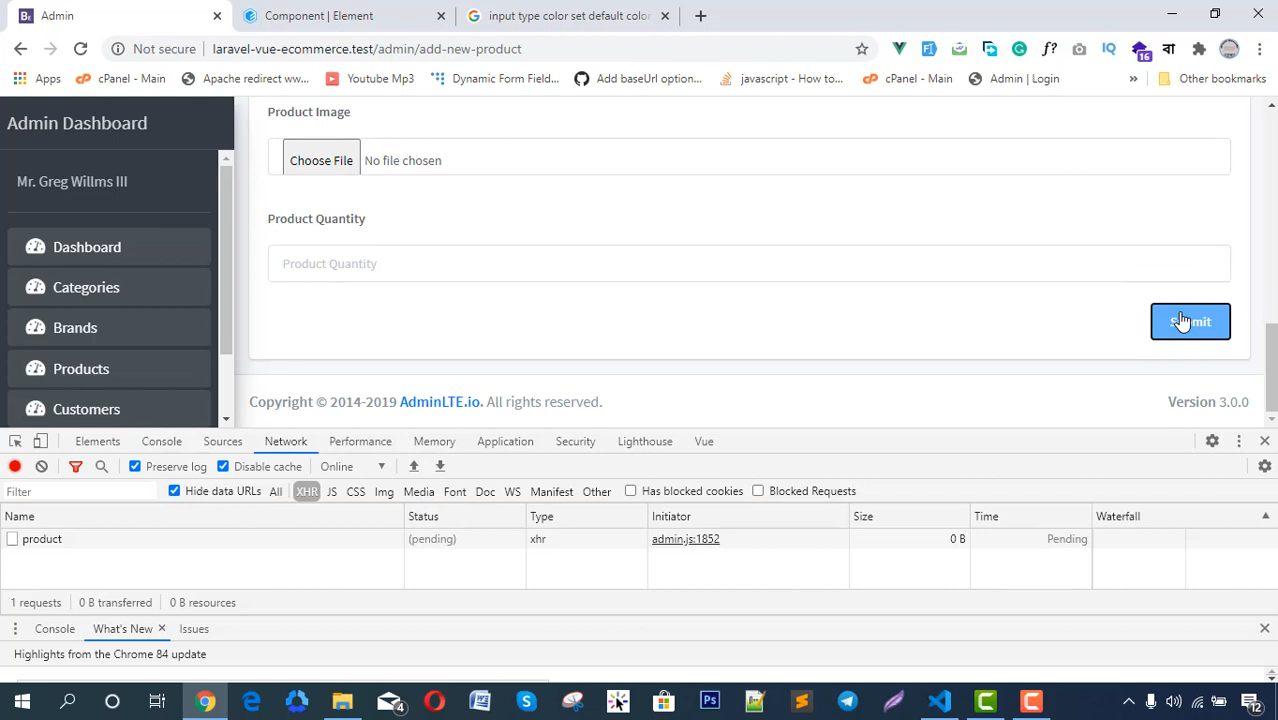 Admin
Component | Element
input type color set default color
Not secure
laravel-vue-ecommerce.test/admin/add-new-product
16
Apps
cPanel - Main
Apache redirect ww...
Youtube Mp3
Dynamic Form Field...
Add baseUrl option...
javascript - How to...
cPanel - Main
Admin | Login
»
Other bookmarks
Admin Dashboard
Mr. Greg Willms III
Dashboard
Categories
Brands
Products
Customers
Product Image
Choose File No file chosen
Product Quantity
Product Quantity
Submit
Copyright © 2014-2019 AdminLTE.io. All rights reserved.
Version 3.0.0
Elements Console Sources Network Performance Memory Application Security Lighthouse Vue
Preserve log Disable cache Online
Filter Hide data URLs All XHR JS CSS Img Media Font Doc WS Manifest Other Has blocked cookies Blocked Requests
Name Status Type Initiator Size Time Waterfall
product (pending) xhr admin.js:1852 0 B Pending
1 requests 0 B transferred 0 B resources
Console What's New Issues
Highlights from the Chrome 84 update
4
Ps
12